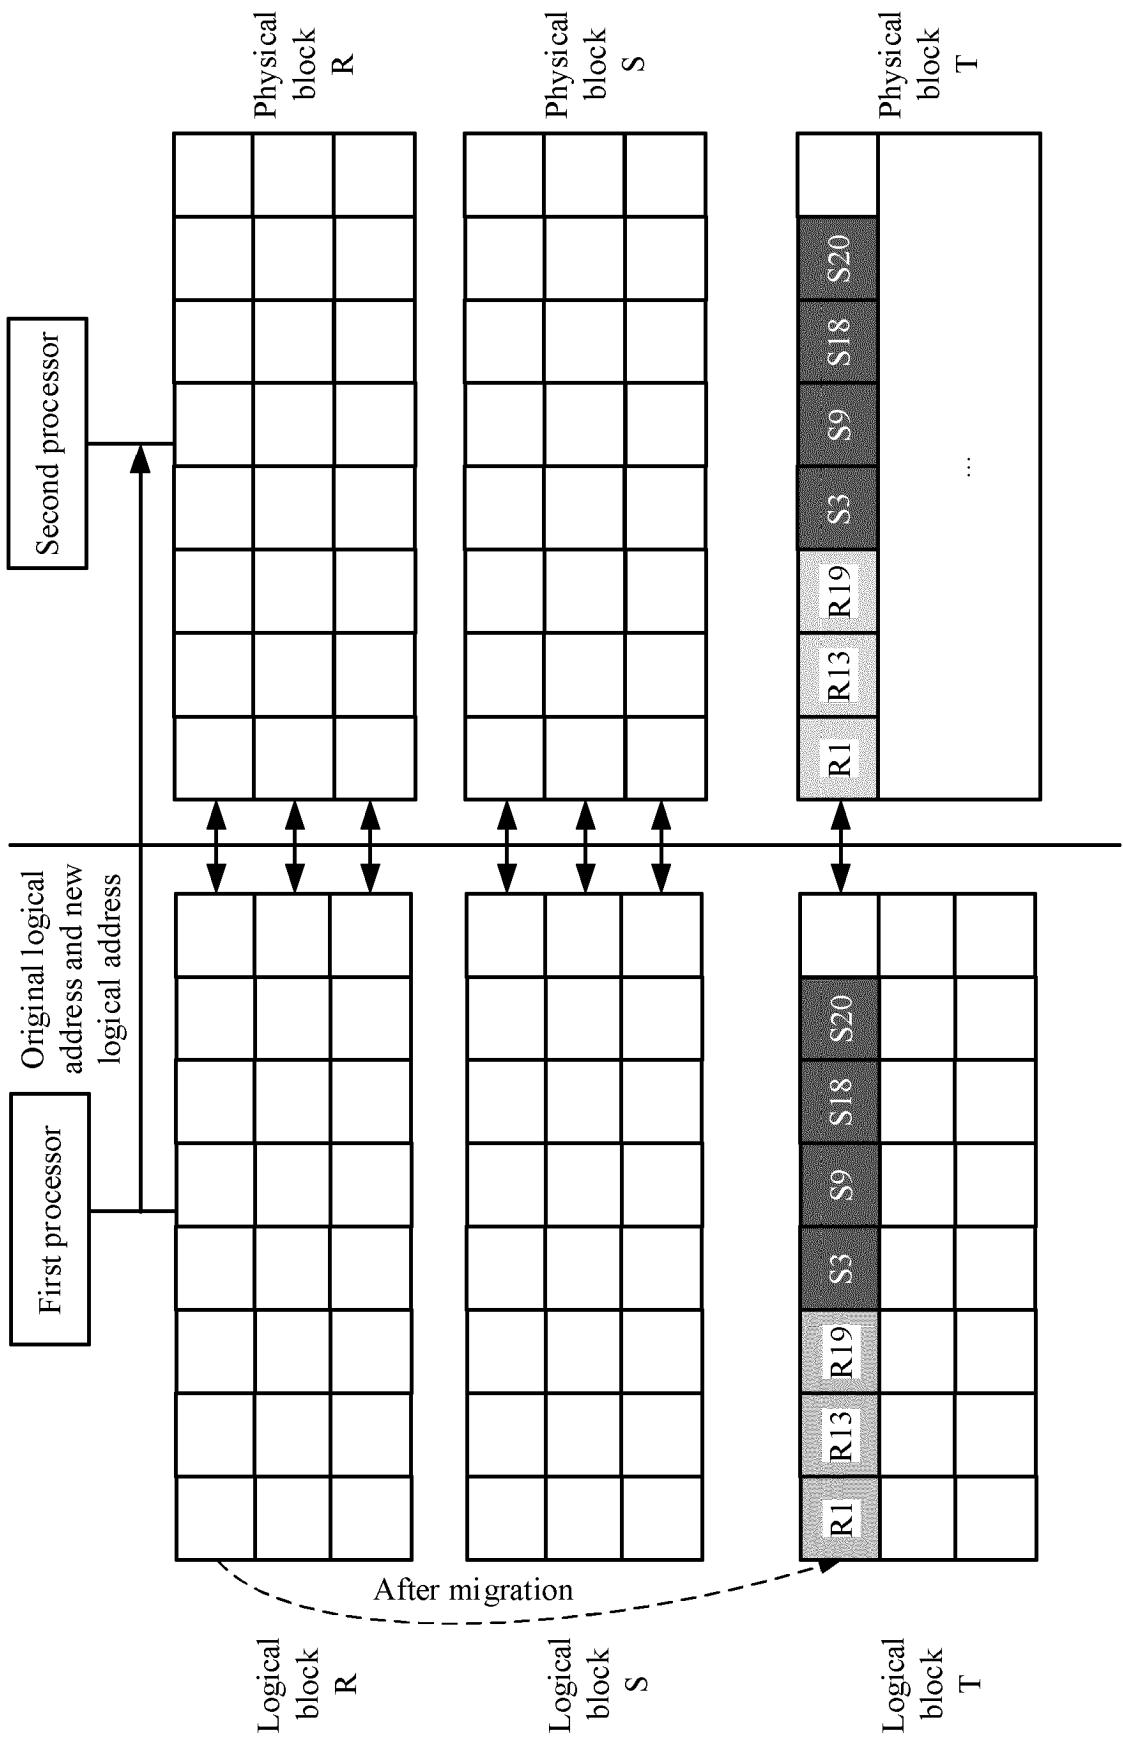 First processor
Original logical
address and new
logical address
Second processor
Logical
block
R
Physical
block
R
After migration
Logical
block
S
Physical
block
S
Logical
block
T
R1
R13
R19
S3
S9
S18
S20
R1
R13
R19
S3
S9
S18
S20
...
Physical
block
T